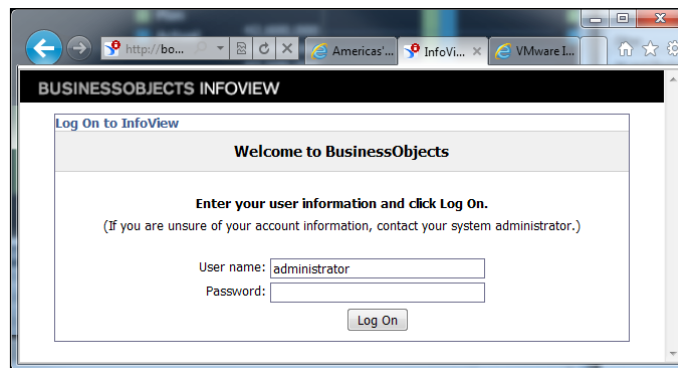 http://bo...
Americas'...
InfoVi...
VMware I...
BUSINESSOBJECTS INFOVIEW
Log On to InfoView
Welcome to BusinessObjects
Enter your user information and click Log On.
(If you are unsure of your account information, contact your system administrator.)
User name: administrator
Password:
Log On